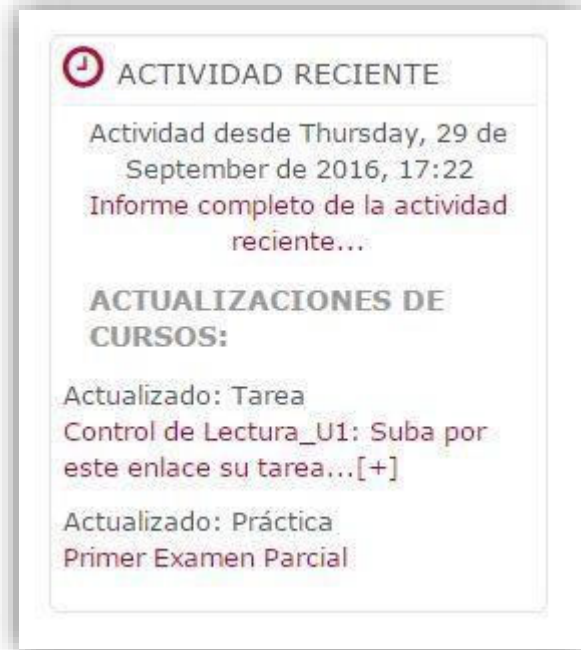 ACTIVIDAD RECIENTE
Actividad desde Thursday, 29 de
September de 2016, 17:22
Informe completo de la actividad
reciente...
ACTUALIZACIONES DE
CURSOS:
Actualizado: Tarea
Control de Lectura_U1: Suba por
este enlace su tarea...[+]
Actualizado: Práctica
Primer Examen Parcial